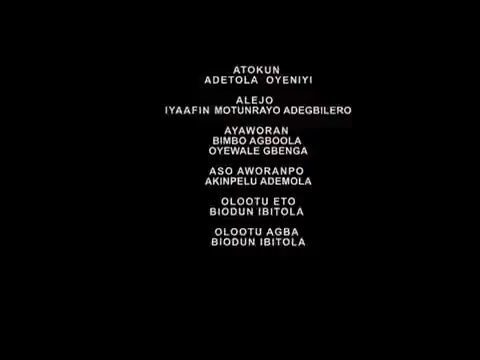 ATOKUN
ADETOLA OYENIYI
ALEJO
IYAAFIN MOTUNRAYO ADEGBILERO
AYAWORAN
BIMBO AGBOOLA
OYEWALE GBENGA
ASO AWORANPO
AKINPELU ADEMOLA
OLOOTU ETO
BIODUN IBITOLA
OLOOTU AGBA
BIODUN IBITOLA